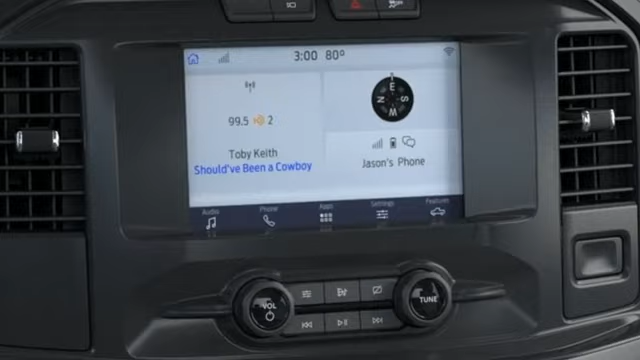 3:00 80°
99.5 HD 2
Toby Keith
Should've Been a Cowboy
E
N S
W
Jason's Phone
Audio Phone Apps Settings Features
VOL
TUNE